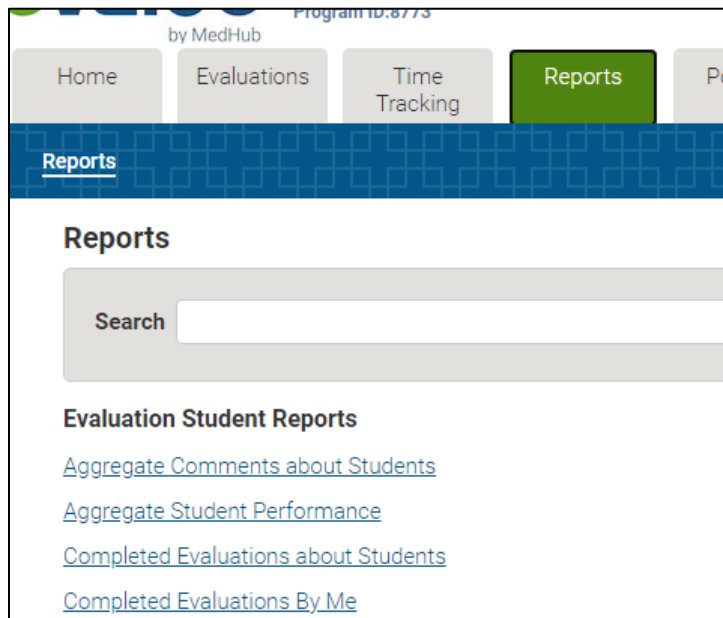 Program ID:8773
by MedHub
Home
Evaluations
Time
Tracking
Reports
Reports
Reports
Search
Evaluation Student Reports
Aggregate Comments about Students
Aggregate Student Performance
Completed Evaluations about Students
Completed Evaluations By Me